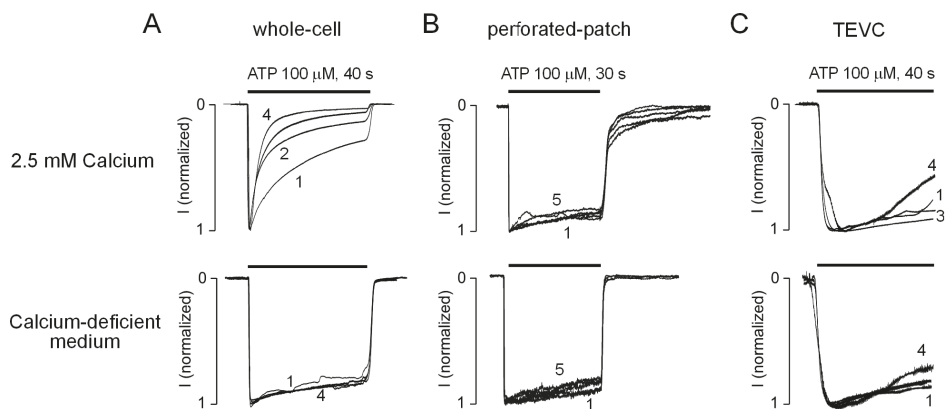 A
whole-cell
B
perforated-patch
C
TEVC
ATP 100 μM, 40 s
ATP 100 μM, 30 s
ATP 100 μM, 40 s
2.5 mM Calcium
I (normalized)
0
1
4
2
1
I (normalized)
0
1
5
1
I (normalized)
0
1
4
1
3
Calcium-deficient
medium
I (normalized)
0
1
1
4
I (normalized)
0
1
5
1
I (normalized)
0
1
4
1